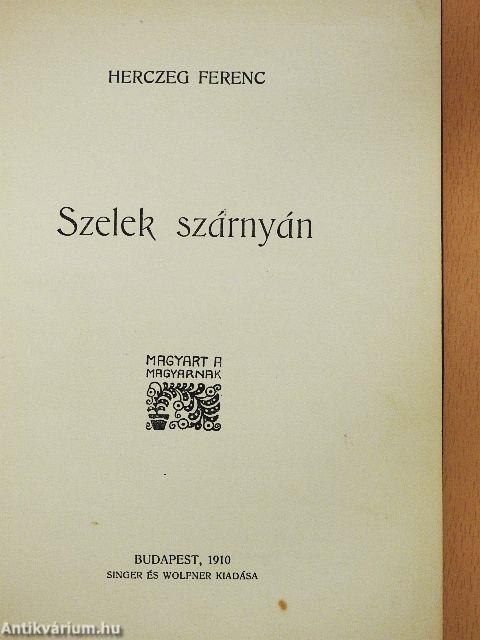 HERCZEG FERENC
Szelek szárnyán
MAGYART A
MAGYARNAK
BUDAPEST, 1910
SINGER ÉS WOLFNER KIADÁSA
Antikvárium.hu